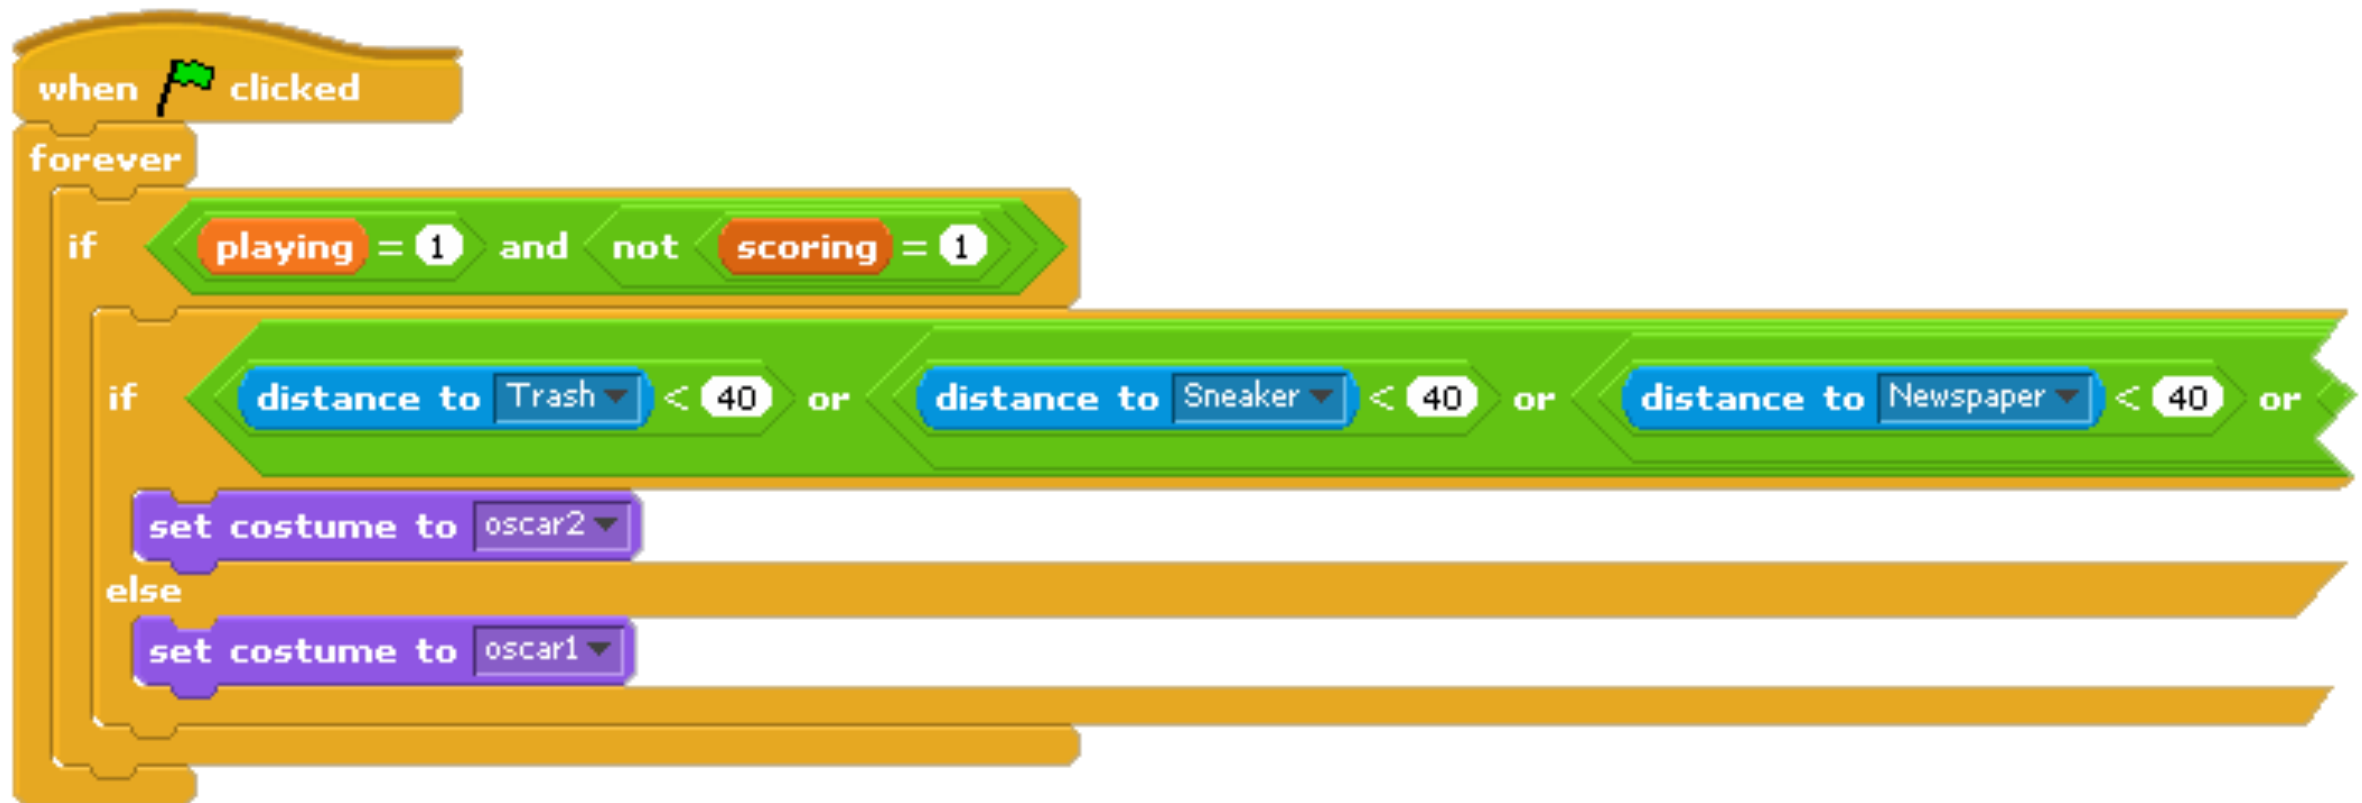 when clicked
forever
if playing = 1 and not scoring = 1
if distance to Trash < 40 or distance to Sneaker < 40 or distance to Newspaper < 40 or
set costume to oscar2
else
set costume to oscar1